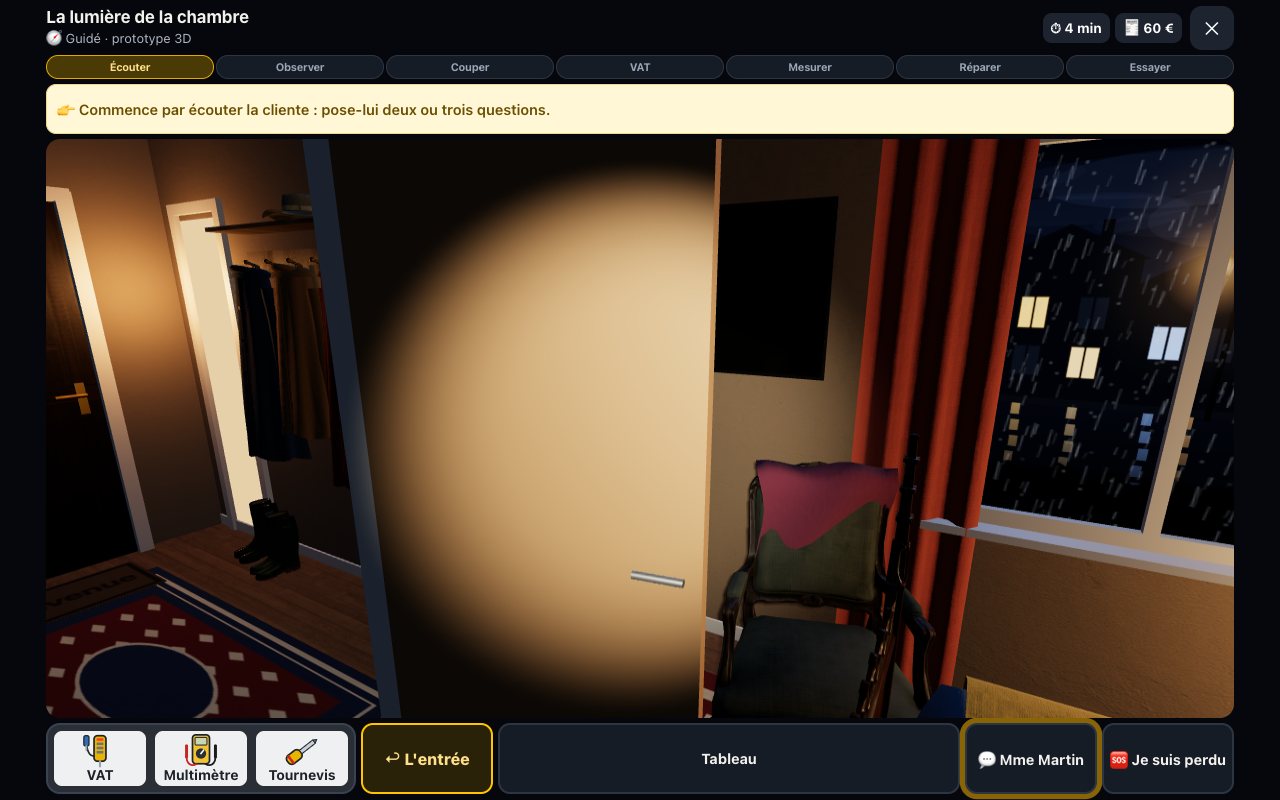 La lumière de la chambre
Guidé · prototype 3D
4 min
60 €
Écouter
Observer
Couper
VAT
Mesurer
Réparer
Essayer
Commence par écouter la cliente : pose-lui deux ou trois questions.
venue
VAT
Multimètre
Tournevis
↩ L'entrée
Tableau
Mme Martin
SOS Je suis perdu